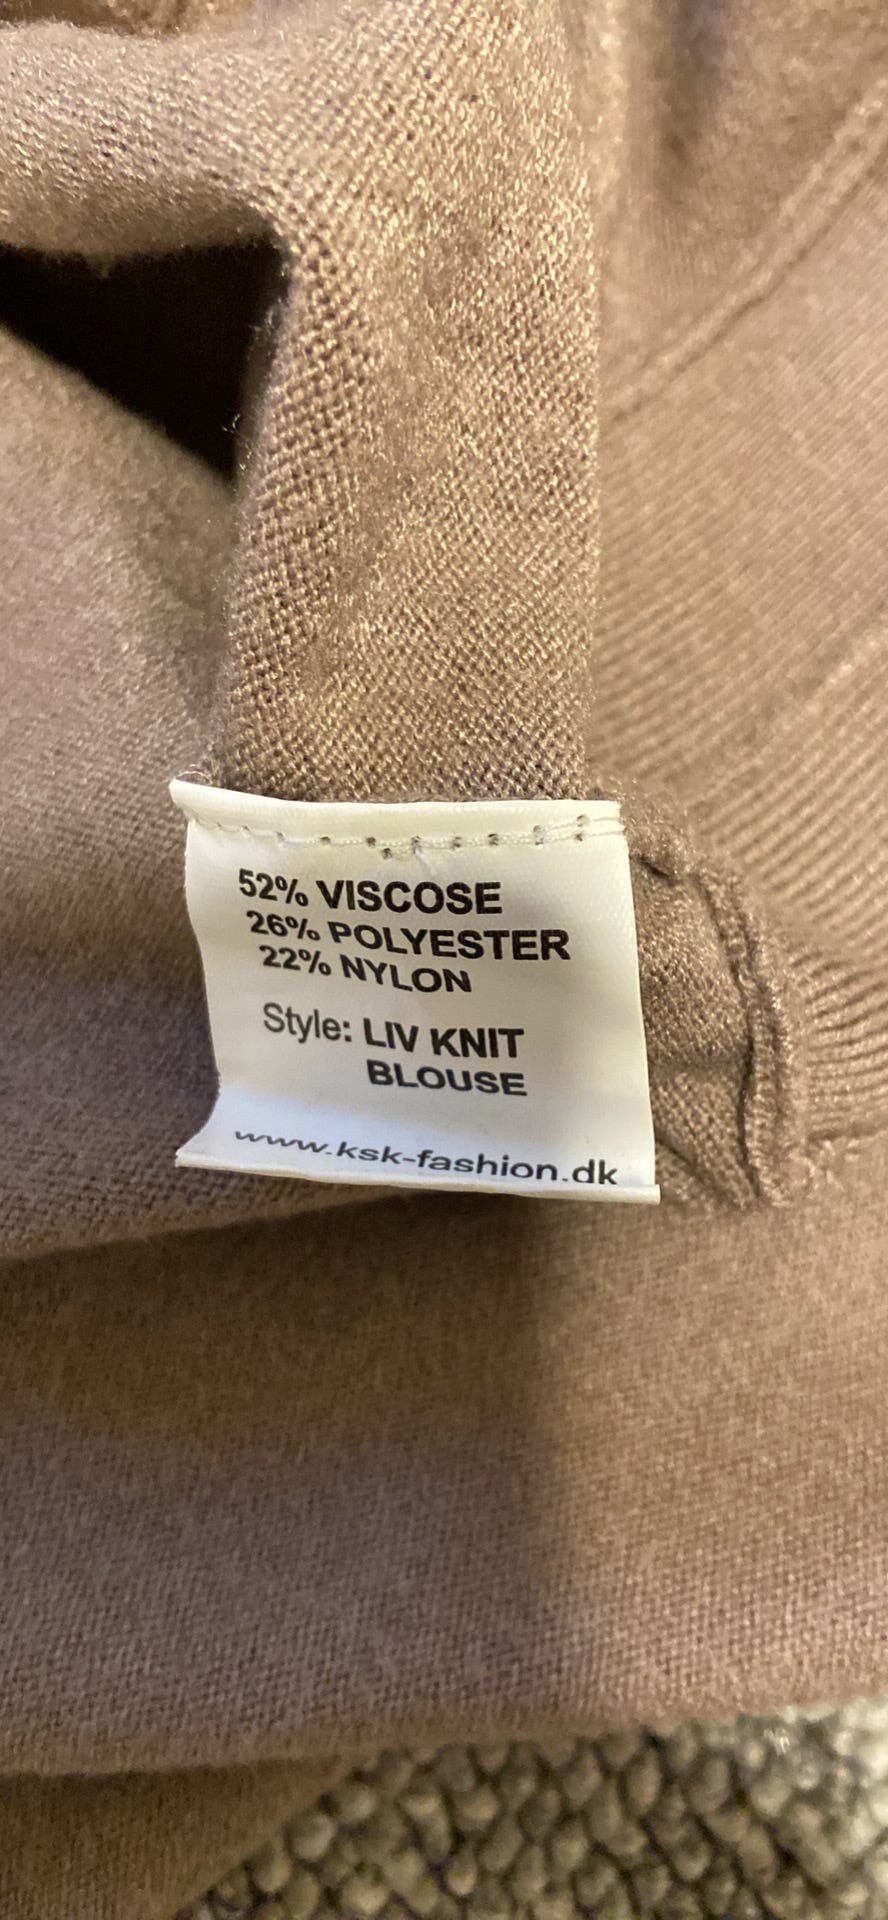 52% VISCOSE
26% POLYESTER
22% NYLON
Style: LIV KNIT
BLOUSE
www.ksk-fashion.dk